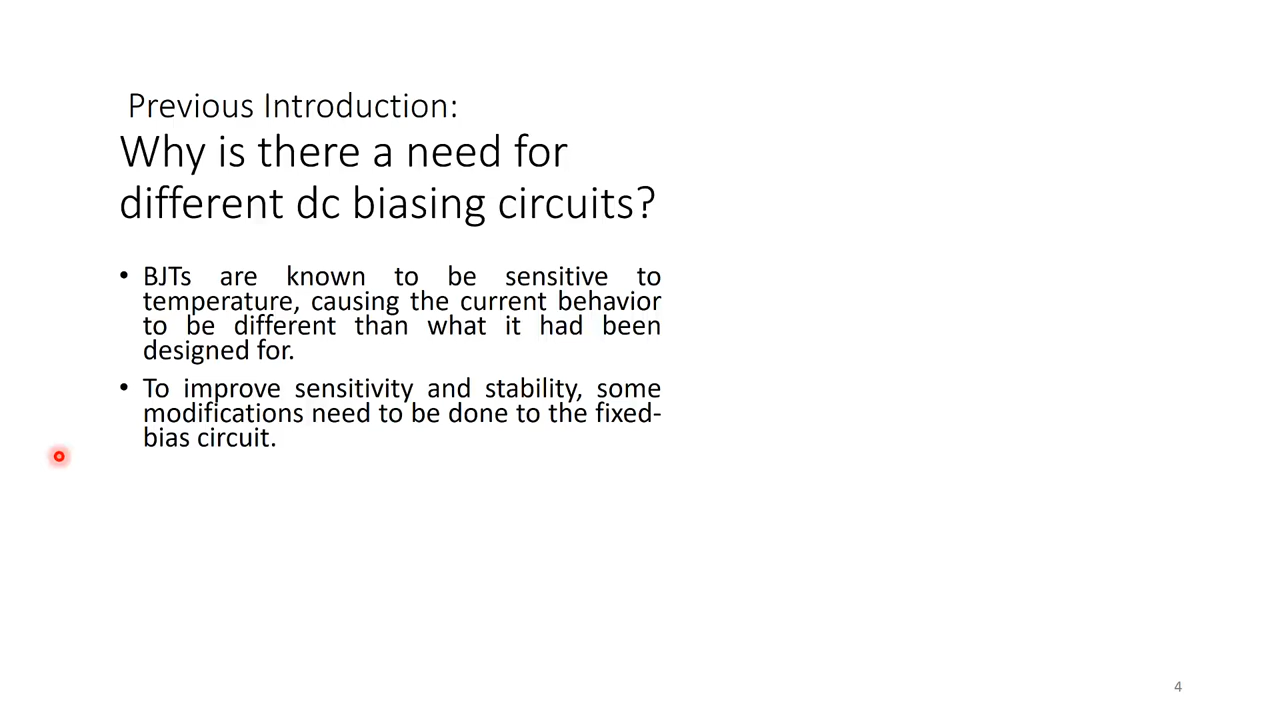 Previous Introduction:
Why is there a need for
different dc biasing circuits?
• BJTs are known to be sensitive to
temperature, causing the current behavior
to be different than what it had been
designed for.
• To improve sensitivity and stability, some
modifications need to be done to the fixed-
bias circuit.
4